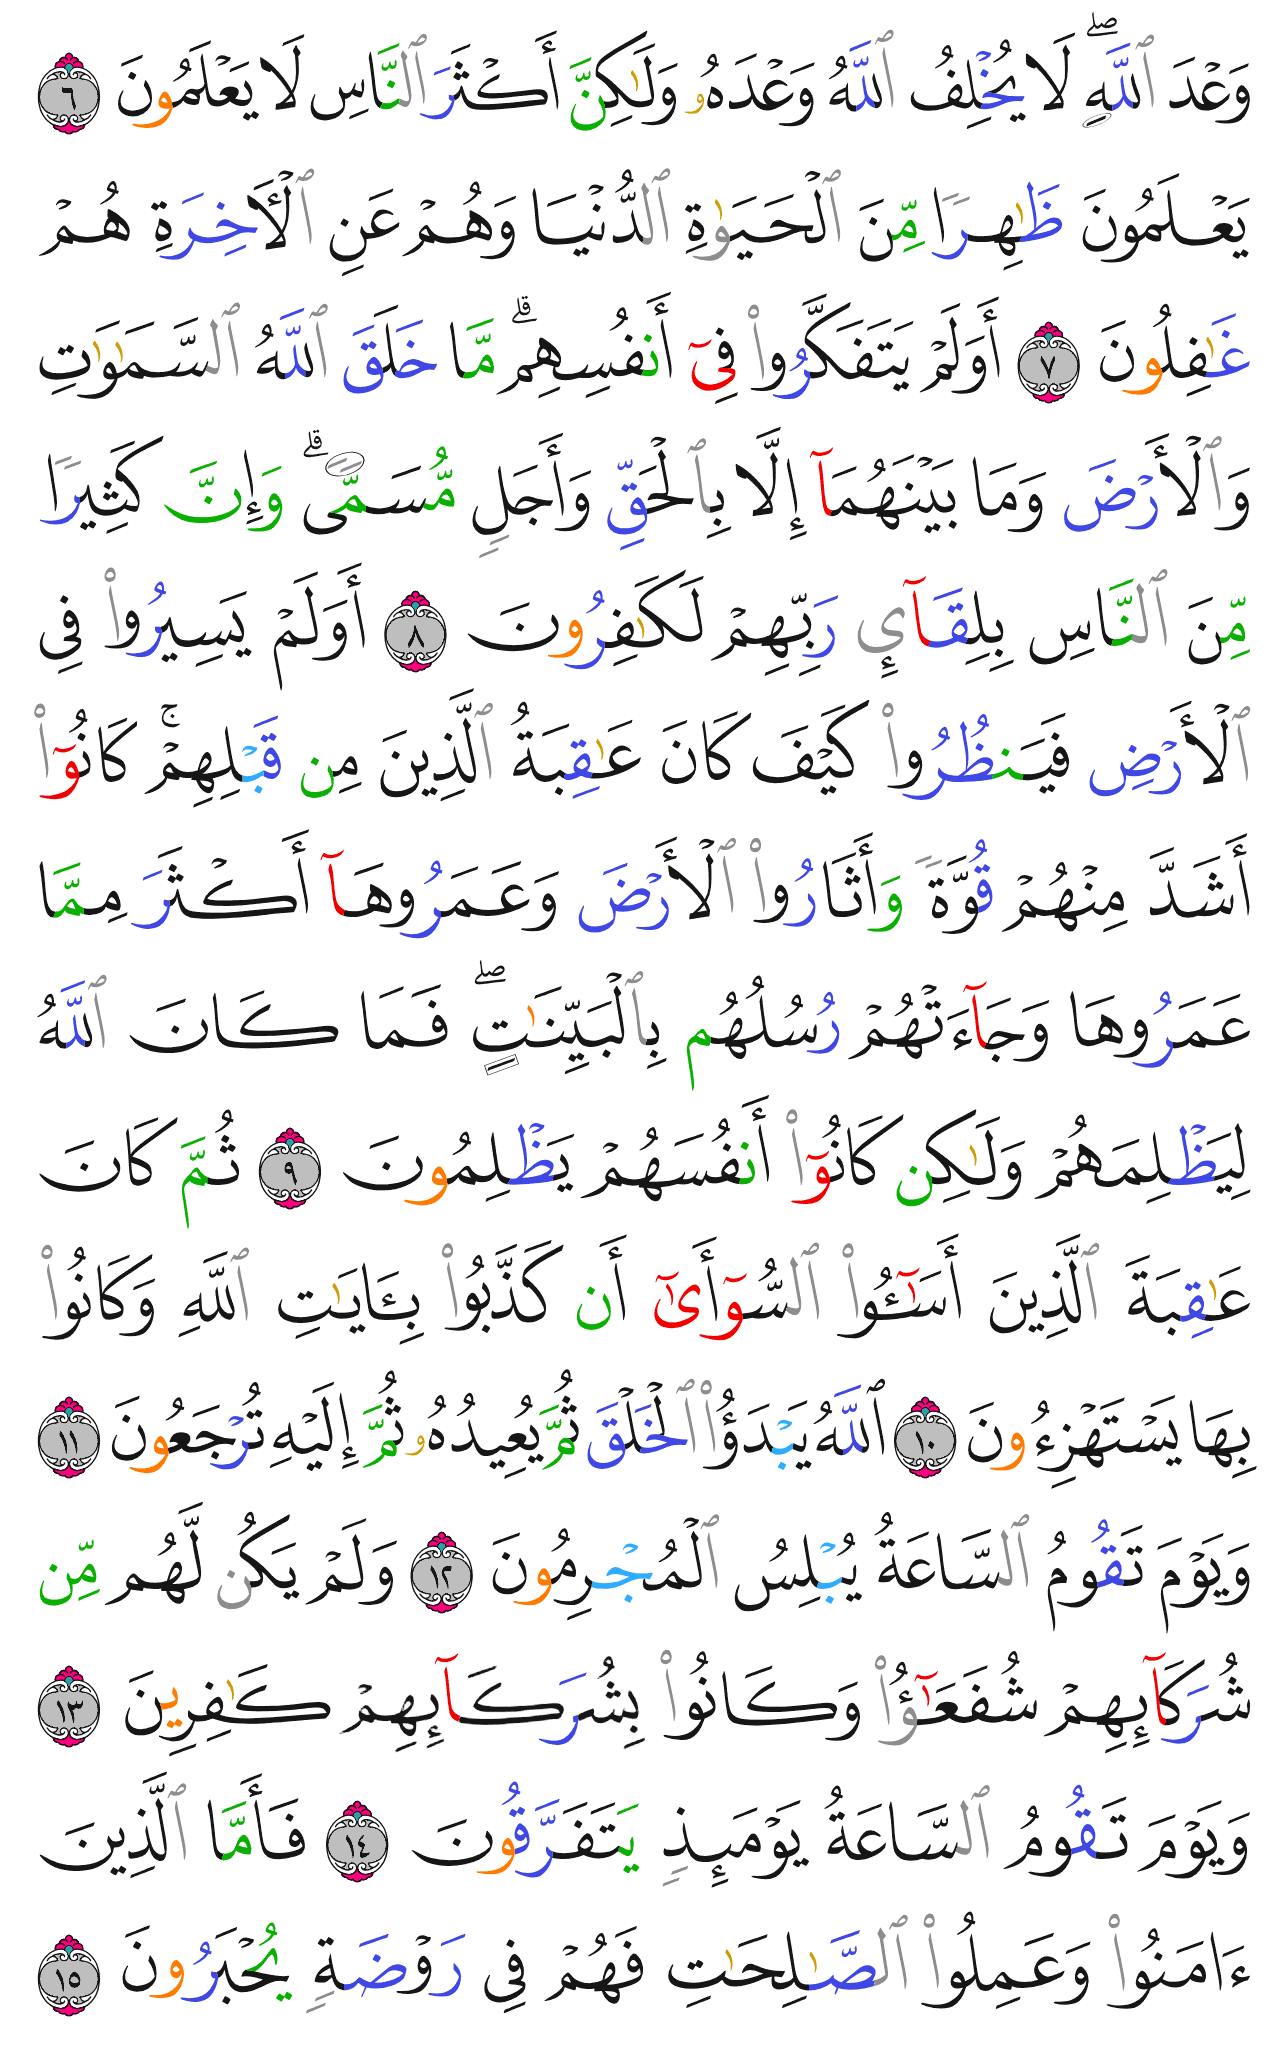 وَعْدَ ٱللَّهِ ۖ لَا يُخْلِفُ ٱللَّهُ وَعْدَهُۥ وَلَـٰكِنَّ أَكْثَرَ ٱلنَّاسِ لَا يَعْلَمُونَ ٦
يَعْلَمُونَ ظَـٰهِرًا مِّنَ ٱلْحَيَوٰةِ ٱلدُّنْيَا وَهُمْ عَنِ ٱلْـَٔاخِرَةِ هُمْ
غَـٰفِلُونَ ٧ أَوَلَمْ يَتَفَكَّرُوا۟ فِىٓ أَنفُسِهِم ۗ مَّا خَلَقَ ٱللَّهُ ٱلسَّمَـٰوَٰتِ
وَٱلْأَرْضَ وَمَا بَيْنَهُمَآ إِلَّا بِٱلْحَقِّ وَأَجَلٍ مُّسَمًّى ۗ وَإِنَّ كَثِيرًا
مِّنَ ٱلنَّاسِ بِلِقَآئِ رَبِّهِمْ لَكَـٰفِرُونَ ٨ أَوَلَمْ يَسِيرُوا۟ فِى
ٱلْأَرْضِ فَيَنظُرُوا۟ كَيْفَ كَانَ عَـٰقِبَةُ ٱلَّذِينَ مِن قَبْلِهِمْ ۚ كَانُوٓا۟
أَشَدَّ مِنْهُمْ قُوَّةً وَأَثَارُوا۟ ٱلْأَرْضَ وَعَمَرُوهَآ أَكْثَرَ مِمَّا
عَمَرُوهَا وَجَآءَتْهُمْ رُسُلُهُم بِٱلْبَيِّنَـٰتِ ۖ فَمَا كَانَ ٱللَّهُ
لِيَظْلِمَهُمْ وَلَـٰكِن كَانُوٓا۟ أَنفُسَهُمْ يَظْلِمُونَ ٩ ثُمَّ كَانَ
عَـٰقِبَةَ ٱلَّذِينَ أَسَـٰٓـُٔوا۟ ٱلسُّوٓأَىٰٓ أَن كَذَّبُوا۟ بِـَٔايَـٰتِ ٱللَّهِ وَكَانُوا۟
بِهَا يَسْتَهْزِءُونَ ١٠ ٱللَّهُ يَبْدَؤُا۟ ٱلْخَلْقَ ثُمَّ يُعِيدُهُۥ ثُمَّ إِلَيْهِ تُرْجَعُونَ ١١
وَيَوْمَ تَقُومُ ٱلسَّاعَةُ يُبْلِسُ ٱلْمُجْرِمُونَ ١٢ وَلَمْ يَكُن لَّهُم مِّن
شُرَكَآئِهِمْ شُفَعَـٰٓؤُا۟ وَكَانُوا۟ بِشُرَكَآئِهِمْ كَـٰفِرِينَ ١٣
وَيَوْمَ تَقُومُ ٱلسَّاعَةُ يَوْمَئِذٍ يَتَفَرَّقُونَ ١٤ فَأَمَّا ٱلَّذِينَ
ءَامَنُوا۟ وَعَمِلُوا۟ ٱلصَّـٰلِحَـٰتِ فَهُمْ فِى رَوْضَةٍ يُحْبَرُونَ ١٥